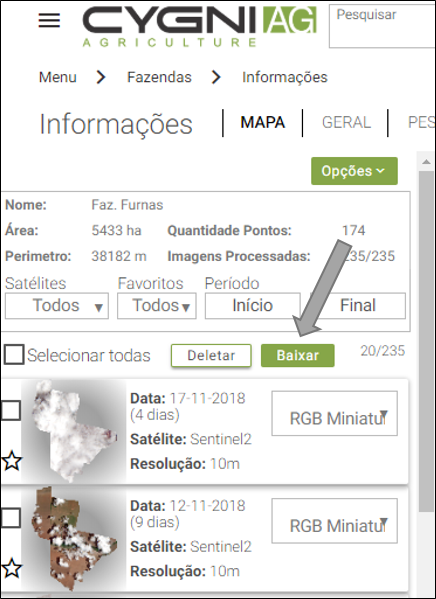 CYGNI AG
AGRICULTURE
Pesquisar
Menu > Fazendas > Informações
Informações MAPA GERAL
Opções
Nome: Faz. Furnas
Área: 5433 ha Quantidade Pontos: 174
Perimetro: 38182 m Imagens Processadas: 235/235
Satélites Favoritos Período
Todos Todos Início Final
Selecionar todas Deletar Baixar 20/235
Data: 17-11-2018
(4 dias)
RGB Miniatu
Satélite: Sentinel2
Resolução: 10m
Data: 12-11-2018
(9 dias)
RGB Miniatu
Satélite: Sentinel2
Resolução: 10m